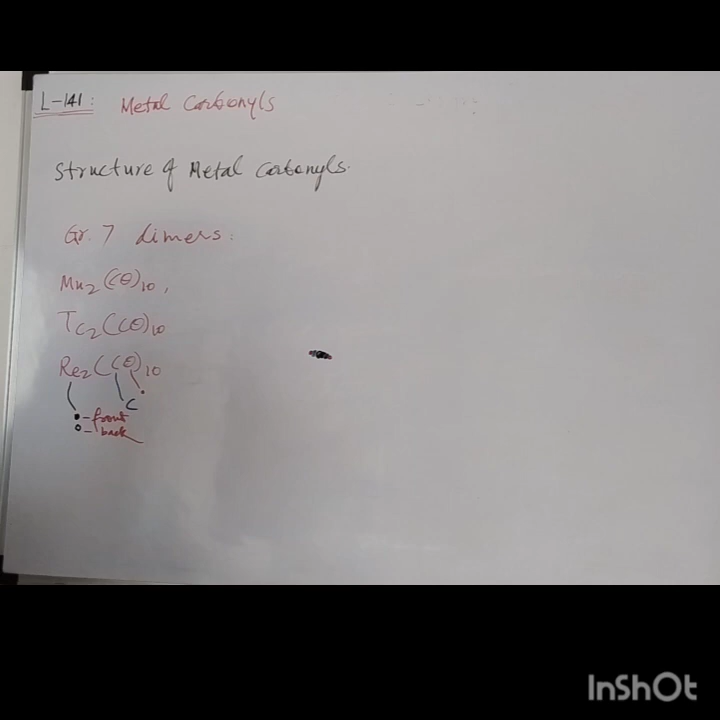 L-141: Metal Carbonyls
Structure of Metal Carbonyls.
Gr. 7 dimers:
Mn2(CO)10,
Tc2(CO)10
Re2(CO)10
C
- front
- back
InShOt